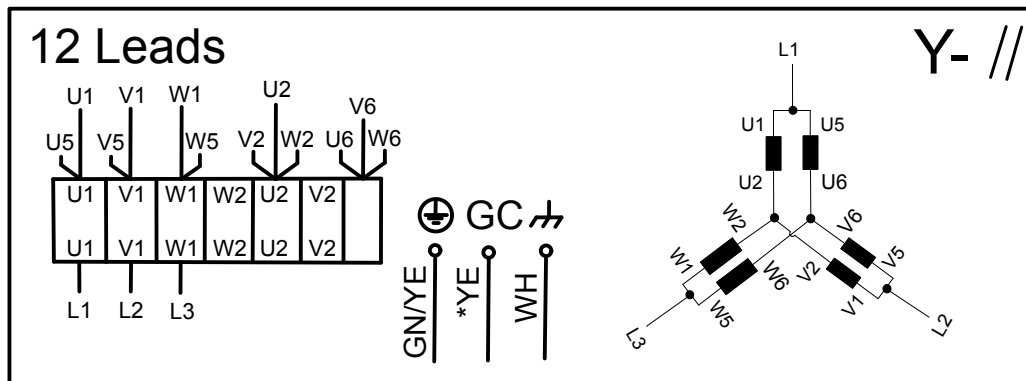 12 Leads
Y- //
U1 V1 W1 U2 V6
U5 V5 W5 V2 W2 U6 W6
U1 V1 W1 W2 U2 V2
U1 V1 W1 W2 U2 V2
L1 L2 L3
GC
GN/YE *YE WH
L1
U1 U5
U2 U6
W2 V6
W1 W6 V2 V5
W5 V1
L3 L2